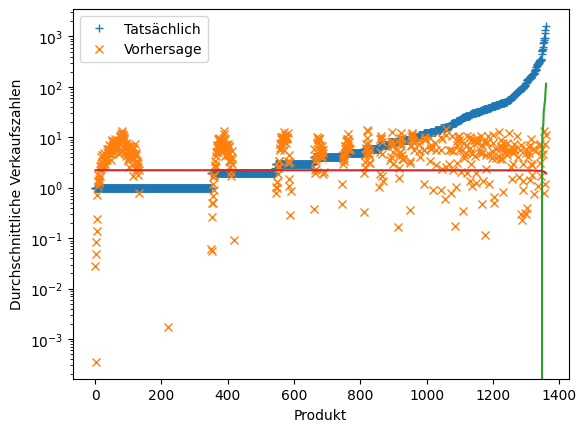 Tatsächlich
Vorhersage
Durchschnittliche Verkaufszahlen
10³
10²
10¹
10⁰
10⁻¹
10⁻²
10⁻³
0 200 400 600 800 1000 1200 1400
Produkt